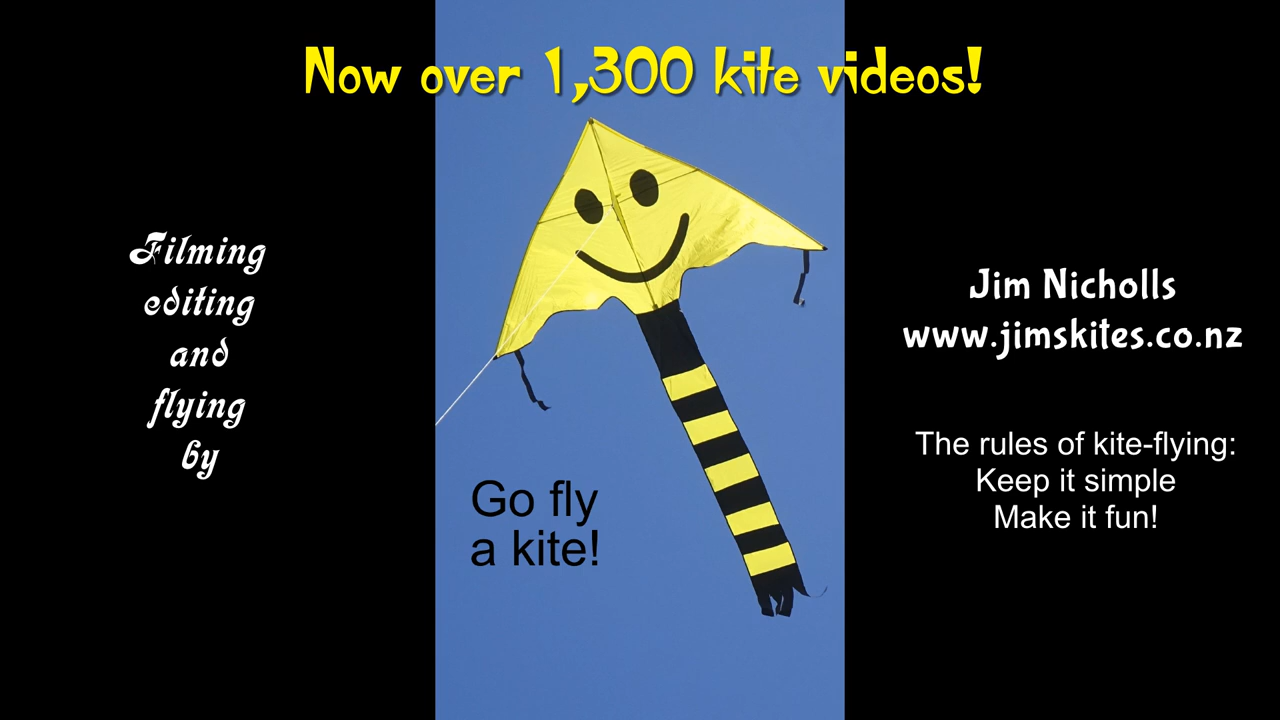 Now over 1,300 kite videos!
Filming
editing
and
flying
by
Go fly
a kite!
Jim Nicholls
www.jimskites.co.nz
The rules of kite-flying:
Keep it simple
Make it fun!